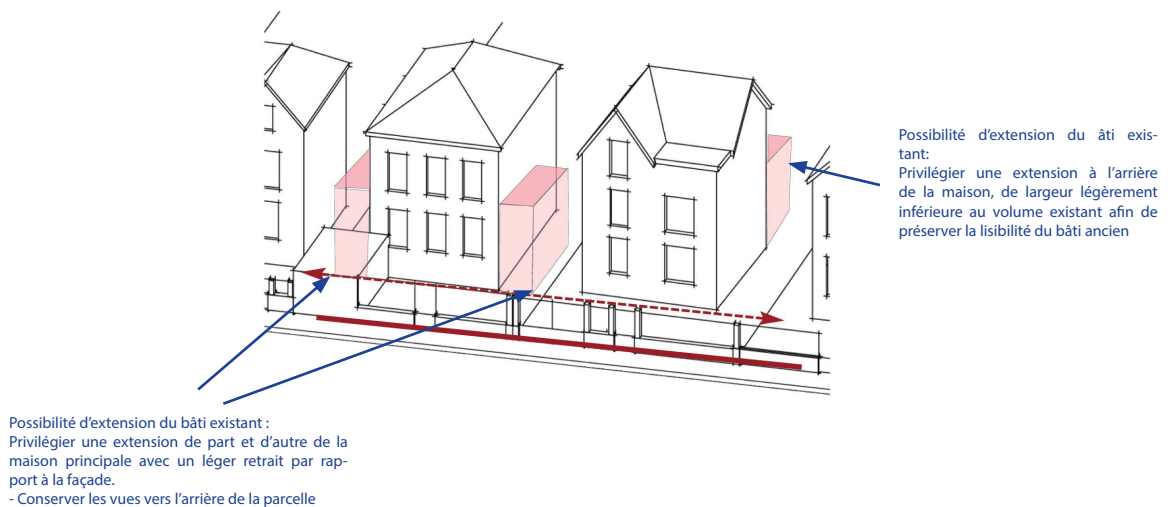 Possibilité d'extension du âti exis-
tant:
Privilégier une extension à l'arrière
de la maison, de largeur légèrement
inférieure au volume existant afin de
préserver la lisibilité du bâti ancien
Possibilité d'extension du bâti existant :
Privilégier une extension de part et d'autre de la
maison principale avec un léger retrait par rap-
port à la façade.
- Conserver les vues vers l'arrière de la parcelle